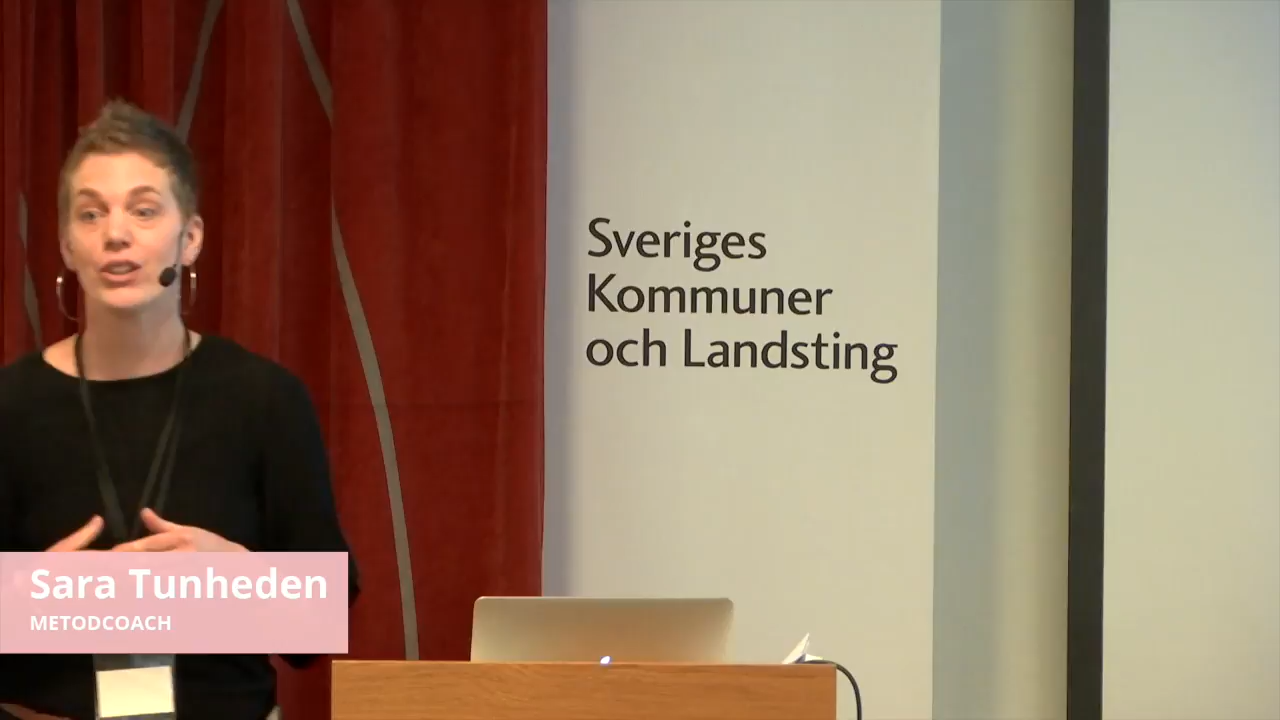 Sveriges
Kommuner
och Landsting
Sara Tunheden
METODCOACH